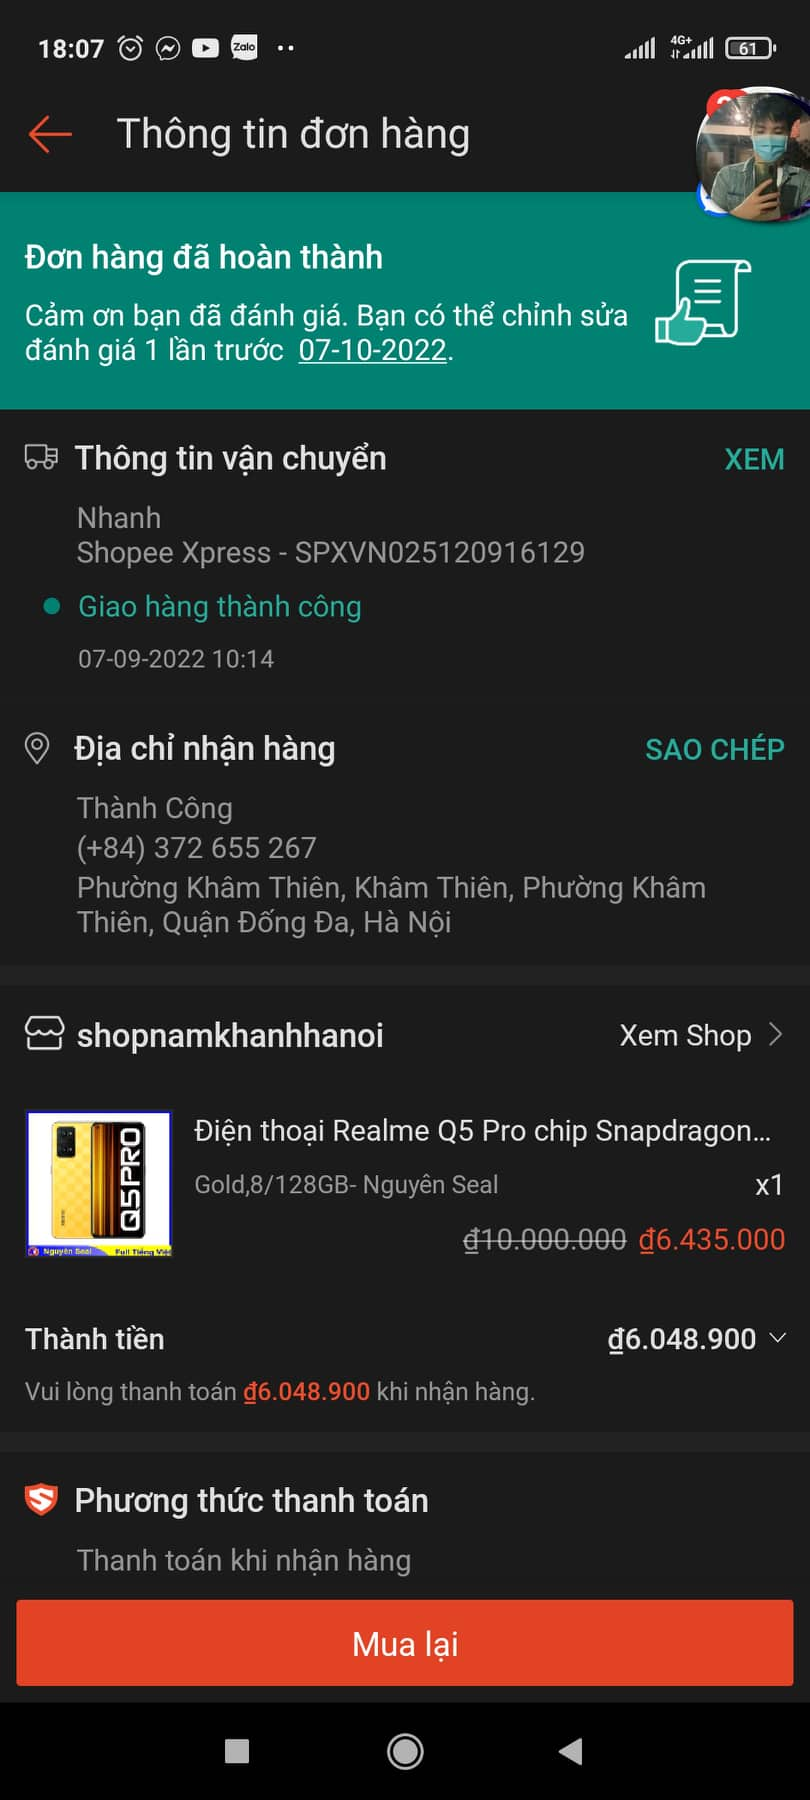 18:07 Zalo 4G+ 61
Thông tin đơn hàng
Đơn hàng đã hoàn thành
Cảm ơn bạn đã đánh giá. Bạn có thể chỉnh sửa
đánh giá 1 lần trước 07-10-2022.
Thông tin vận chuyển XEM
Nhanh
Shopee Xpress - SPXVN025120916129
Giao hàng thành công
07-09-2022 10:14
Địa chỉ nhận hàng SAO CHÉP
Thành Công
(+84) 372 655 267
Phường Khâm Thiên, Khâm Thiên, Phường Khâm
Thiên, Quận Đống Đa, Hà Nội
shopnamkhanhhanoi Xem Shop
Điện thoại Realme Q5 Pro chip Snapdragon...
Gold,8/128GB- Nguyên Seal x1
Q5PRO
Nguyên Seal Full Tiếng Việt
₫10.000.000 ₫6.435.000
Thành tiền ₫6.048.900
Vui lòng thanh toán ₫6.048.900 khi nhận hàng.
Phương thức thanh toán
Thanh toán khi nhận hàng
Mua lại